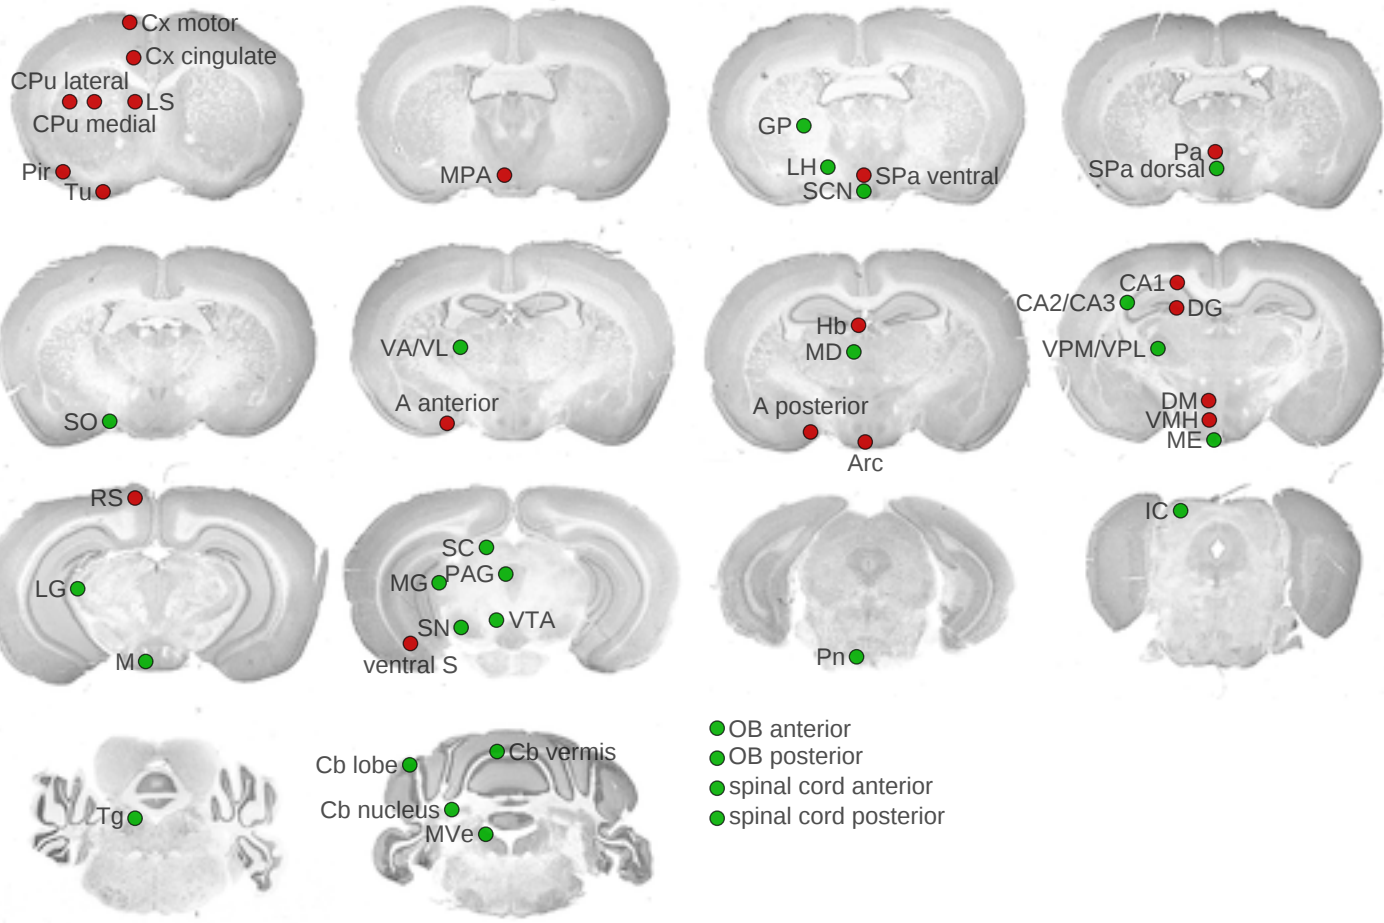 Cx motor
Cx cingulate
CPu lateral
LS
CPu medial
Pir
Tu
MPA
GP
LH
SPa ventral
SCN
Pa
SPa dorsal
SO
VA/VL
A anterior
Hb
MD
A posterior
Arc
CA1
CA2/CA3
DG
VPM/VPL
DM
VMH
ME
RS
LG
M
SC
MG
PAG
SN
VTA
ventral S
Pn
IC
Tg
Cb lobe
Cb vermis
Cb nucleus
MVe
OB anterior
OB posterior
spinal cord anterior
spinal cord posterior